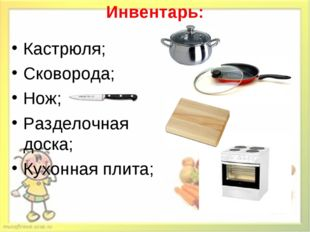 Инвентарь:
• Кастрюля;
• Сковорода;
• Нож;
• Разделочная
доска;
• Кухонная плита;